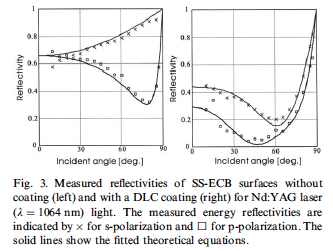 1
0.8
0.6
0.4
0.2
0
0 30 60 90
Reflectivity
Incident angle [deg.]
1
0.8
0.6
0.4
0.2
0
0 30 60 90
Reflectivity
Incident angle [deg.]
Fig. 3. Measured reflectivities of SS-ECB surfaces without
coating (left) and with a DLC coating (right) for Nd:YAG laser
(λ = 1064 nm) light. The measured energy reflectivities are
indicated by × for s-polarization and □ for p-polarization. The
solid lines show the fitted theoretical equations.